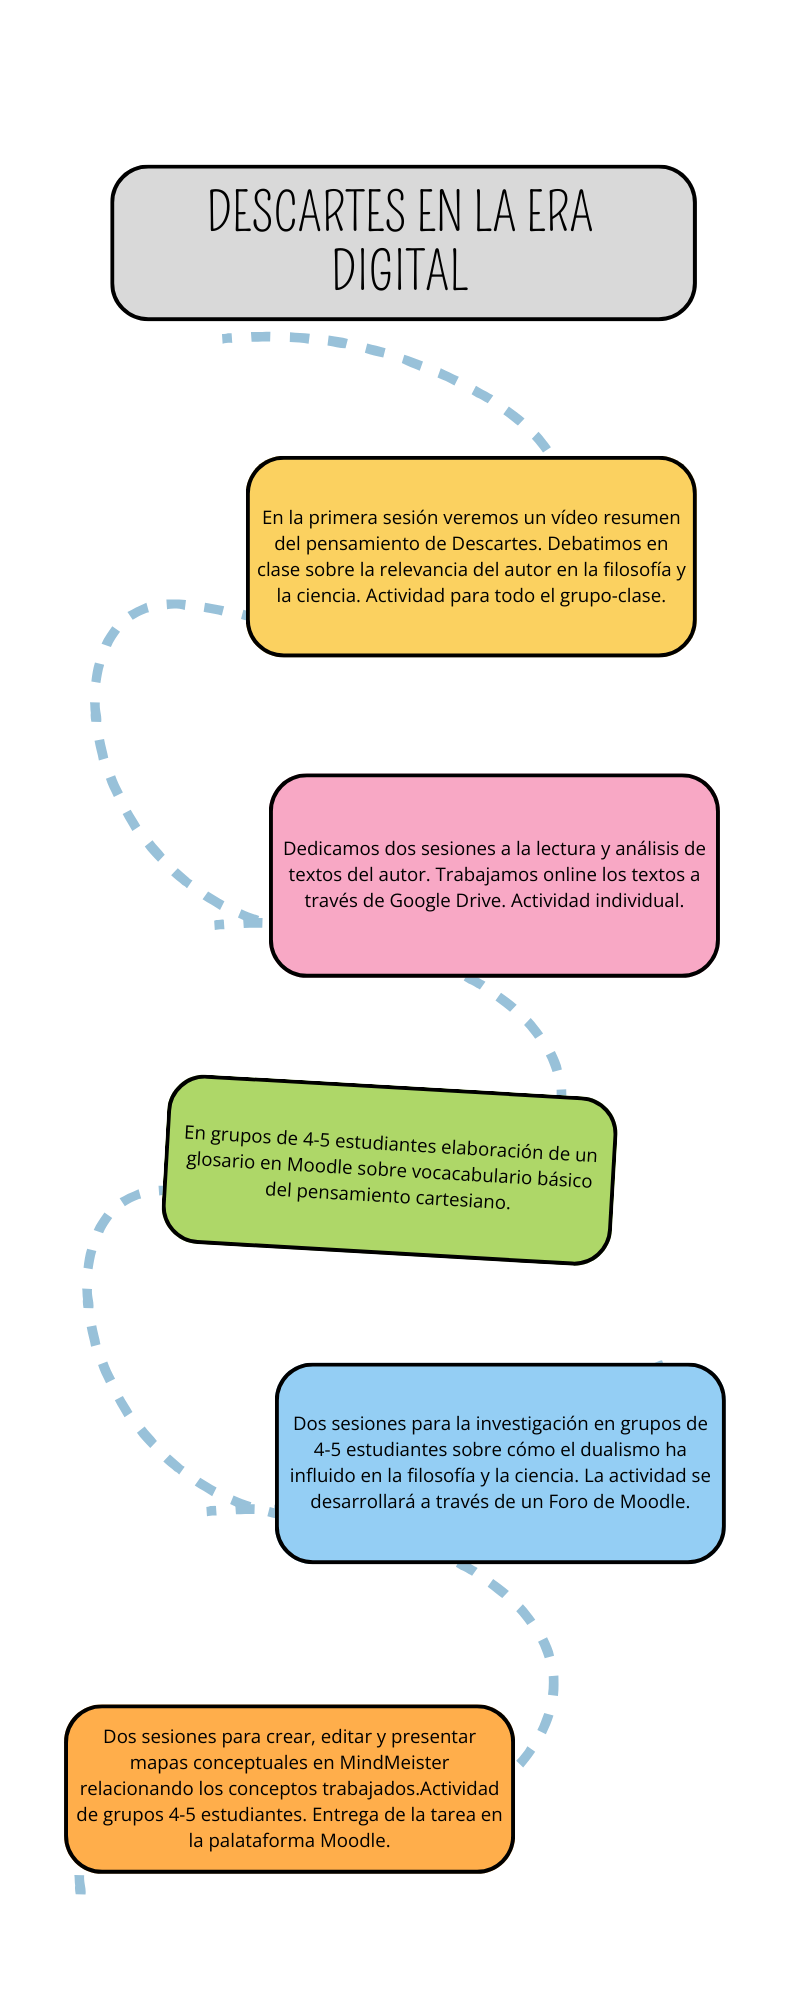 DESCARTES EN LA ERA
DIGITAL
En la primera sesión veremos un vídeo resumen
del pensamiento de Descartes. Debatimos en
clase sobre la relevancia del autor en la filosofía y
la ciencia. Actividad para todo el grupo-clase.
Dedicamos dos sesiones a la lectura y análisis de
textos del autor. Trabajamos online los textos a
través de Google Drive. Actividad individual.
En grupos de 4-5 estudiantes elaboración de un
glosario en Moodle sobre vocacabulario básico
del pensamiento cartesiano.
Dos sesiones para la investigación en grupos de
4-5 estudiantes sobre cómo el dualismo ha
influido en la filosofía y la ciencia. La actividad se
desarrollará a través de un Foro de Moodle.
Dos sesiones para crear, editar y presentar
mapas conceptuales en MindMeister
relacionando los conceptos trabajados.Actividad
de grupos 4-5 estudiantes. Entrega de la tarea en
la palataforma Moodle.